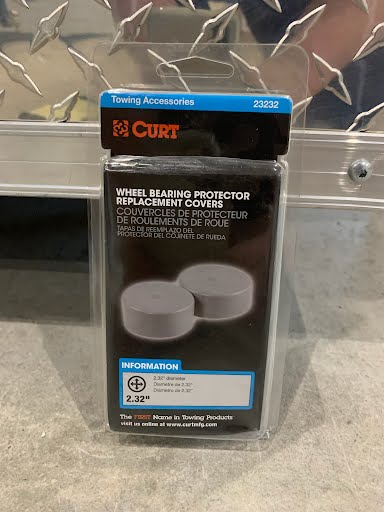 Towing Accessories 23232
CURT
WHEEL BEARING PROTECTOR
REPLACEMENT COVERS
COUVERCLES DE PROTECTEUR
DE ROULEMENTS DE ROUE
TAPAS DE REEMPLAZO DEL
PROTECTOR DEL COJINETE DE RUEDA
INFORMATION
2.32" diameter
Diamètre de 2.32"
Diámetro de 2.32"
2.32"
The FIRST Name in Towing Products
visit us online at www.curtmfg.com